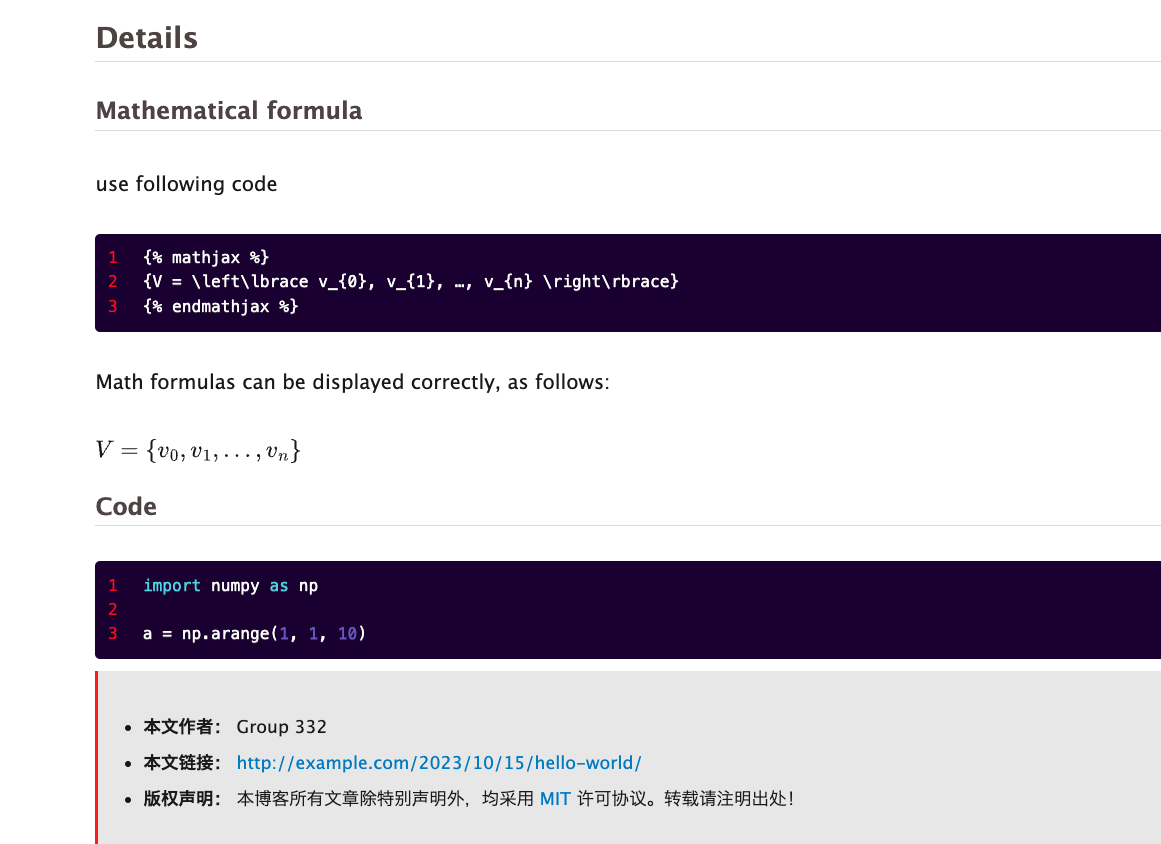 Details
Mathematical formula
use following code
1 {% mathjax %}
2 {V = \left\lbrace v_{0}, v_{1}, …, v_{n} \right\rbrace}
3 {% endmathjax %}
Math formulas can be displayed correctly, as follows:
V = {v₀, v₁, . . . , vₙ}
Code
1 import numpy as np
2
3 a = np.arange(1, 1, 10)
• 本文作者： Group 332
• 本文链接： http://example.com/2023/10/15/hello-world/
• 版权声明： 本博客所有文章除特别声明外，均采用 MIT 许可协议。转载请注明出处！